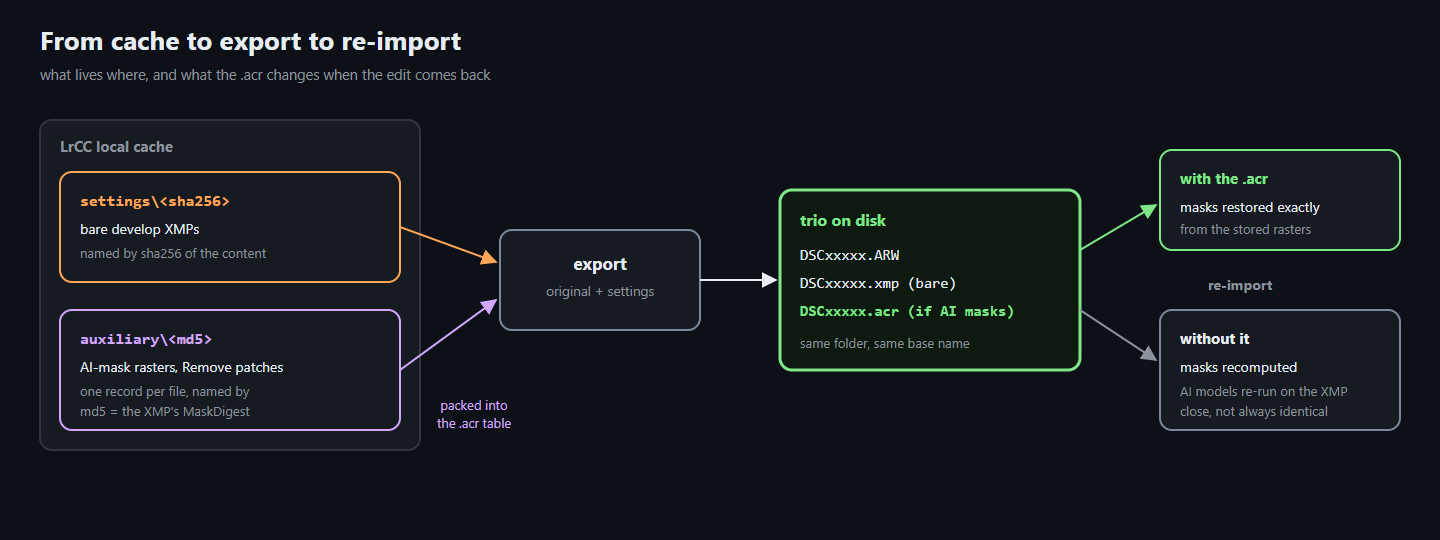 From cache to export to re-import
what lives where, and what the .acr changes when the edit comes back
LrCC local cache
settings\<sha256>
bare develop XMPs
named by sha256 of the content
auxiliary\<md5>
AI-mask rasters, Remove patches
one record per file, named by
md5 = the XMP's MaskDigest
packed into
the .acr table
export
original + settings
trio on disk
DSCxxxxx.ARW
DSCxxxxx.xmp (bare)
DSCxxxxx.acr (if AI masks)
same folder, same base name
with the .acr
masks restored exactly
from the stored rasters
re-import
without it
masks recomputed
AI models re-run on the XMP
close, not always identical